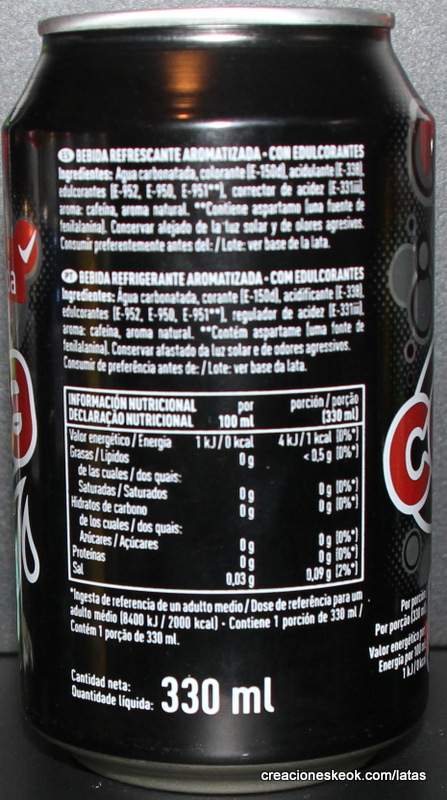 ES BEBIDA REFRESCANTE AROMATIZADA - CON EDULCORANTES
Ingredientes: Agua carbonatada, colorante [E-150d], acidulante [E-338],
edulcorantes [E-952, E-950, E-951**], corrector de acidez [E-331iii],
aroma: cafeína, aroma natural. **Contiene aspartamo (una fuente de
fenilalanina). Conservar alejado de la luz solar y de olores agresivos.
Consumir preferentemente antes del: / Lote: ver base de la lata.
PT BEBIDA REFRIGERANTE AROMATIZADA - COM EDULCORANTES
Ingredientes: Água carbonatada, corante [E-150d], acidificante [E-338],
edulcorantes [E-952, E-950, E-951**], regulador de acidez [E-331iii],
aroma: cafeína, aroma natural. **Contém aspartame (uma fonte de
fenilalanina). Conservar afastado da luz solar e de odores agressivos.
Consumir de preferência antes de: / Lote: ver base da lata.
INFORMACIÓN NUTRICIONAL por porción / porção
DECLARAÇÃO NUTRICIONAL 100 ml (330 ml)
Valor energético / Energia 1 kJ / 0 kcal 4 kJ / 1 kcal (0%*)
Grasas / Lípidos 0 g <0,5 g (0%*)
de las cuales / dos quais:
Saturadas / Saturados 0 g 0 g (0%*)
Hidratos de carbono 0 g 0 g (0%*)
de los cuales / dos quais:
Azúcares / Açúcares 0 g 0 g (0%*)
Proteínas 0 g 0 g (0%*)
Sal 0,03 g 0,09 g (2%*)
*Ingesta de referencia de un adulto medio / Dose de referência para um
adulto médio (8400 kJ / 2000 kcal) - Contiene 1 porción de 330 ml /
Contém 1 porção de 330 ml.
Cantidad neta:
Quantidade líquida: 330 ml
Por porción
Por porção (330 ml
Valor energético
Energia por 100
1 kJ / 0 kcal
creacioneskeok.com/latas